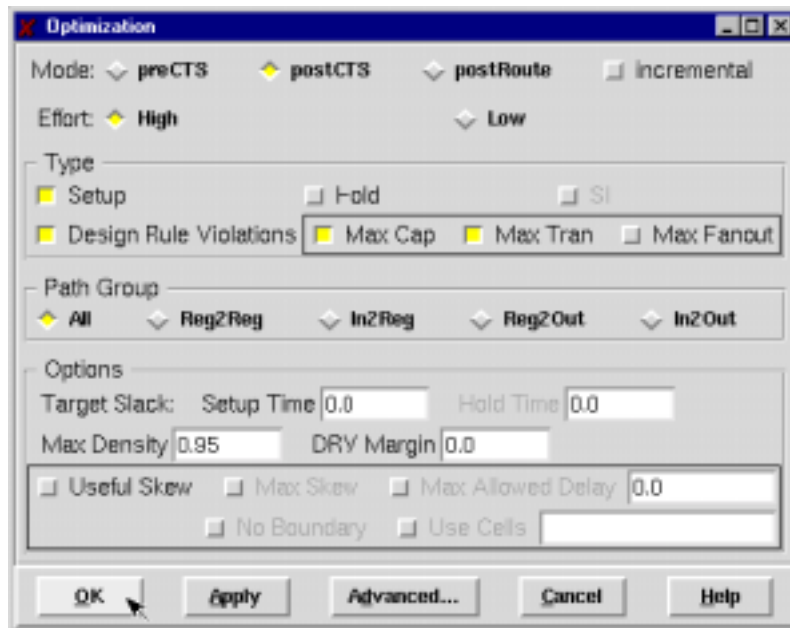 Optimization
Mode: preCTS postCTS postRoute Incremental
Effort: High Low
Type
Setup Hold SI
Design Rule Violations Max Cap Max Tran Max Fanout
Path Group
All Reg2Reg In2Reg Reg2Out In2Out
Options
Target Slack: Setup Time 0.0 Hold Time 0.0
Max Density 0.95 DRV Margin 0.0
Useful Skew Max Skew Max Allowed Delay 0.0
No Boundary Use Cells
OK Apply Advanced... Cancel Help